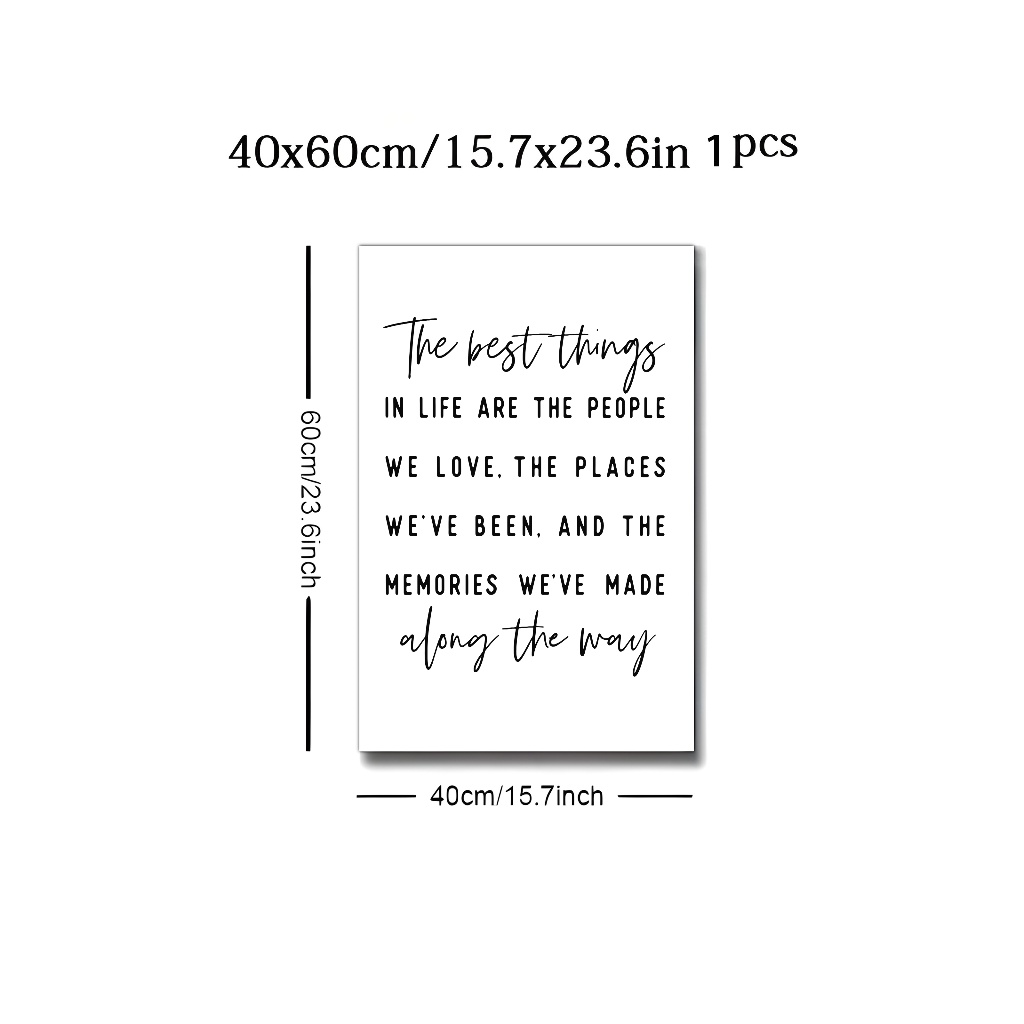 40x60cm/15.7x23.6in 1pcs
The best things
IN LIFE ARE THE PEOPLE
WE LOVE, THE PLACES
WE'VE BEEN, AND THE
MEMORIES WE'VE MADE
along the way
60cm/23.6inch
40cm/15.7inch